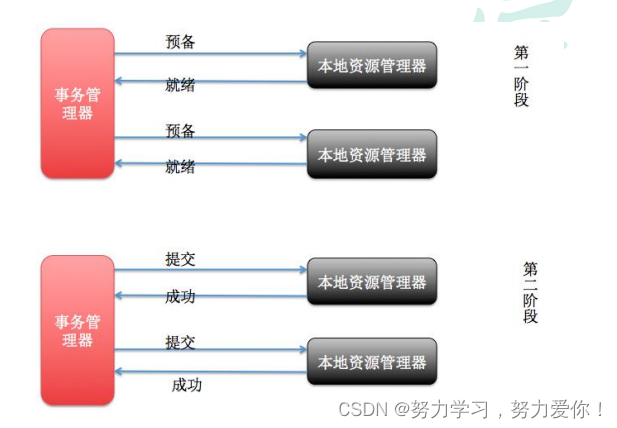 预备
本地资源管理器
就绪
事务管
理器
预备
本地资源管理器
就绪
第一阶段
提交
本地资源管理器
成功
事务管
理器
提交
本地资源管理器
成功
第二阶段
CSDN @努力学习，努力爱你！